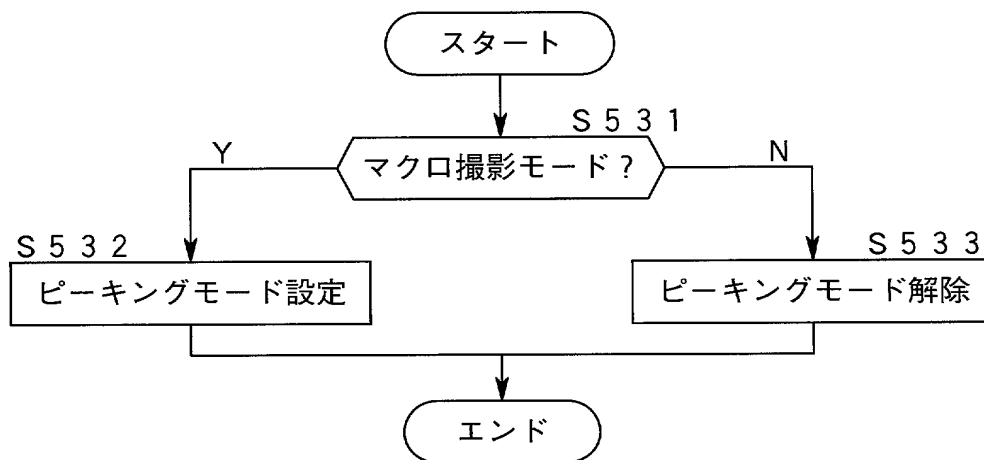 スタート
S531
マクロ撮影モード？
Y
N
S532
ピーキングモード設定
S533
ピーキングモード解除
エンド